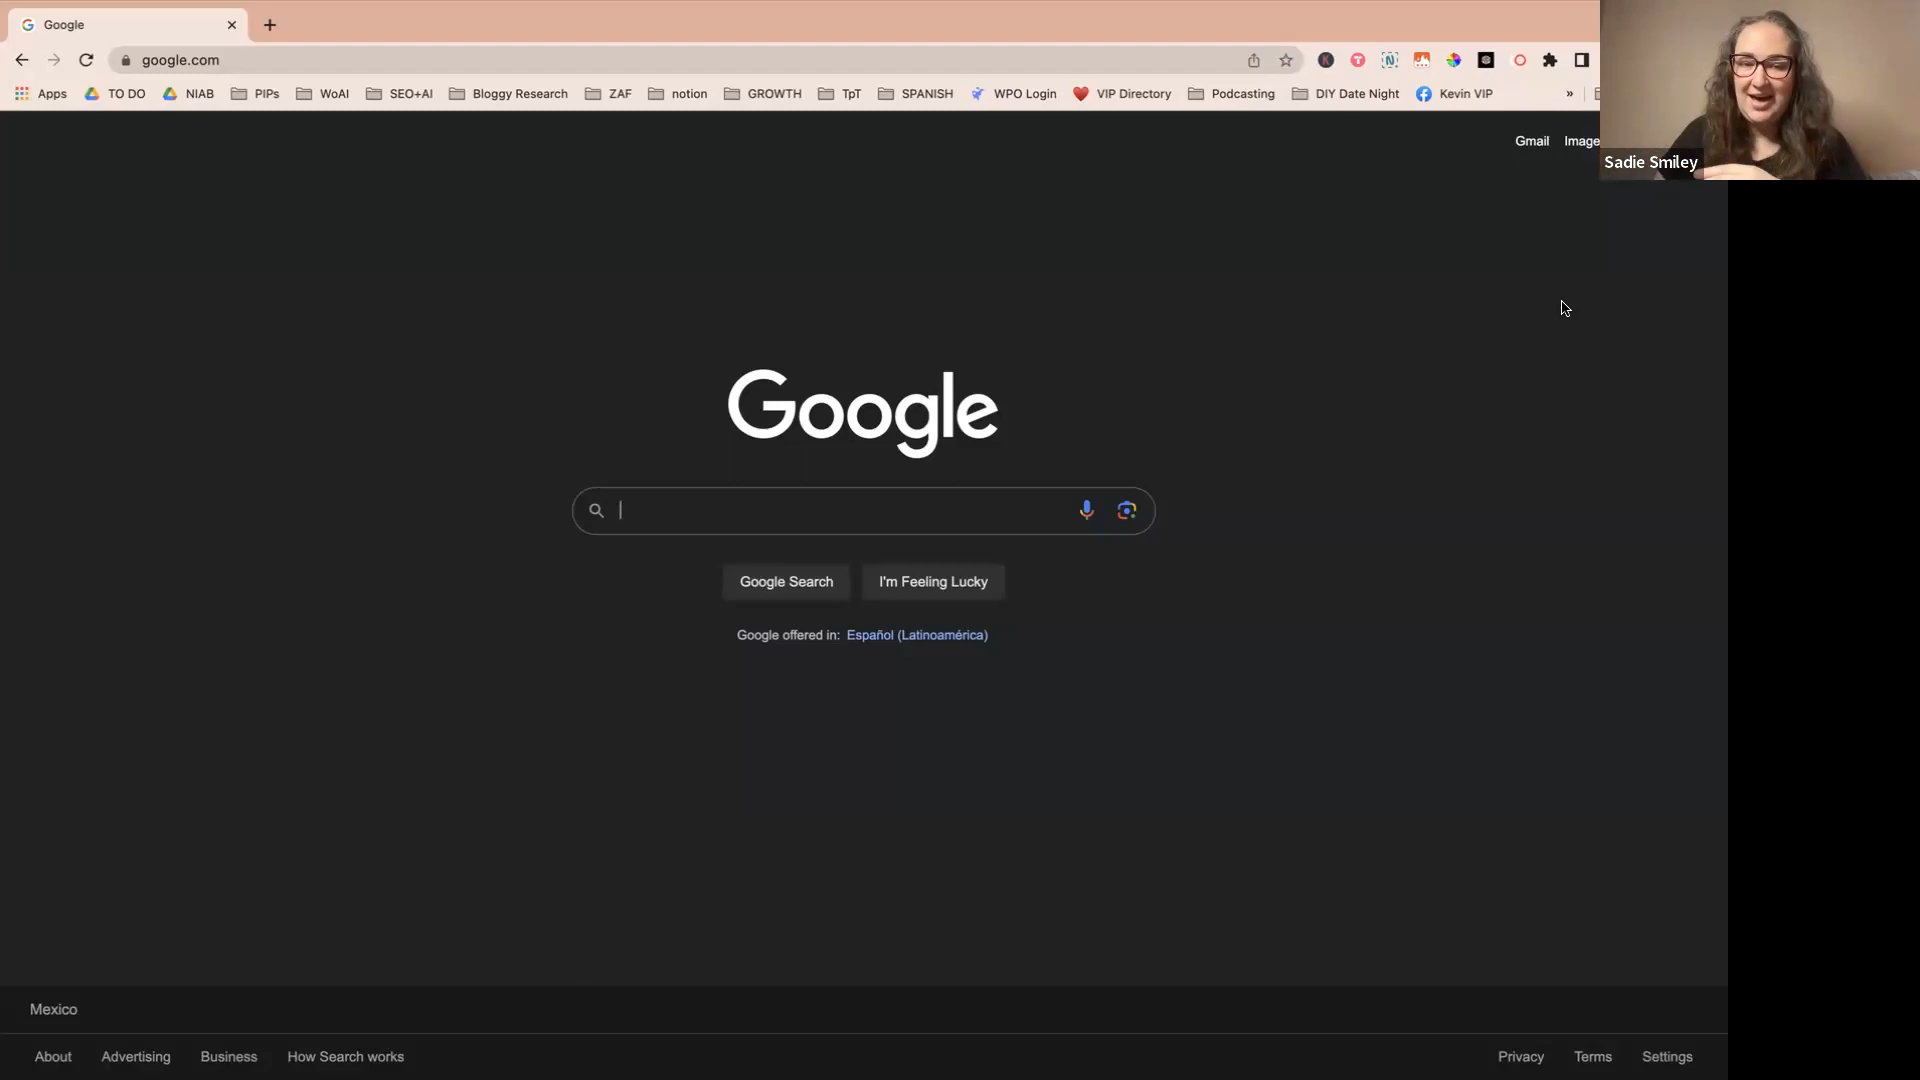 Google
google.com
Apps TO DO NIAB PIPs WoAI SEO+AI Bloggy Research ZAF notion GROWTH TpT SPANISH WPO Login VIP Directory Podcasting DIY Date Night Kevin VIP »
Gmail Image
Sadie Smiley
Google
Google Search I'm Feeling Lucky
Google offered in: Español (Latinoamérica)
Mexico
About Advertising Business How Search works Privacy Terms Settings